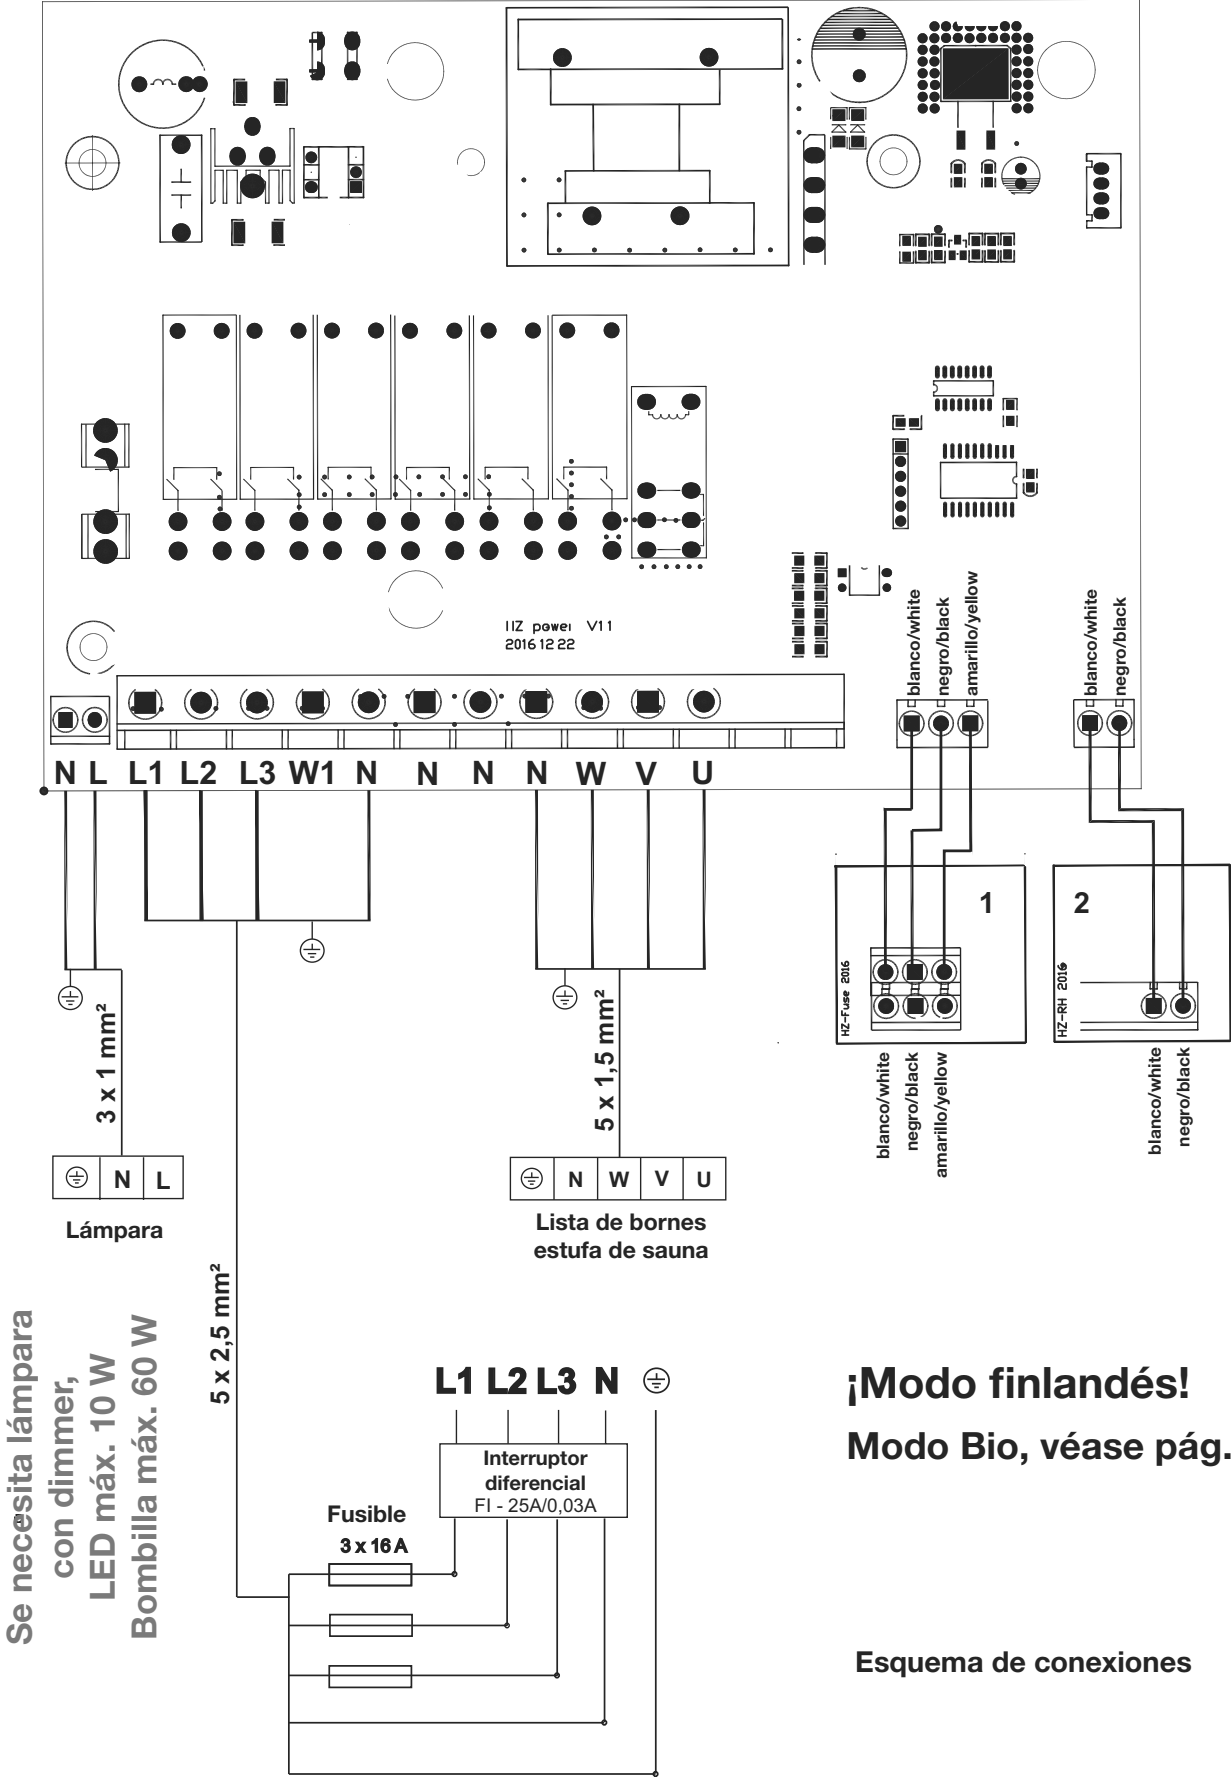 IIZ power V11
2016 12 22
blanco/white
negro/black
amarillo/yellow
blanco/white
negro/black
N L L1 L2 L3 W1 N N N N W V U
1
HZ-Fuse 2016
2
HZ-RH 2016
blanco/white
negro/black
amarillo/yellow
blanco/white
negro/black
3 x 1 mm²
5 x 1,5 mm²
N L
Lámpara
N W V U
Lista de bornes
estufa de sauna
5 x 2,5 mm²
Se necesita lámpara
con dimmer,
LED máx. 10 W
Bombilla máx. 60 W
L1 L2 L3 N
Interruptor
diferencial
FI - 25A/0,03A
Fusible
3 x 16 A
¡Modo finlandés!
Modo Bio, véase pág.
Esquema de conexiones